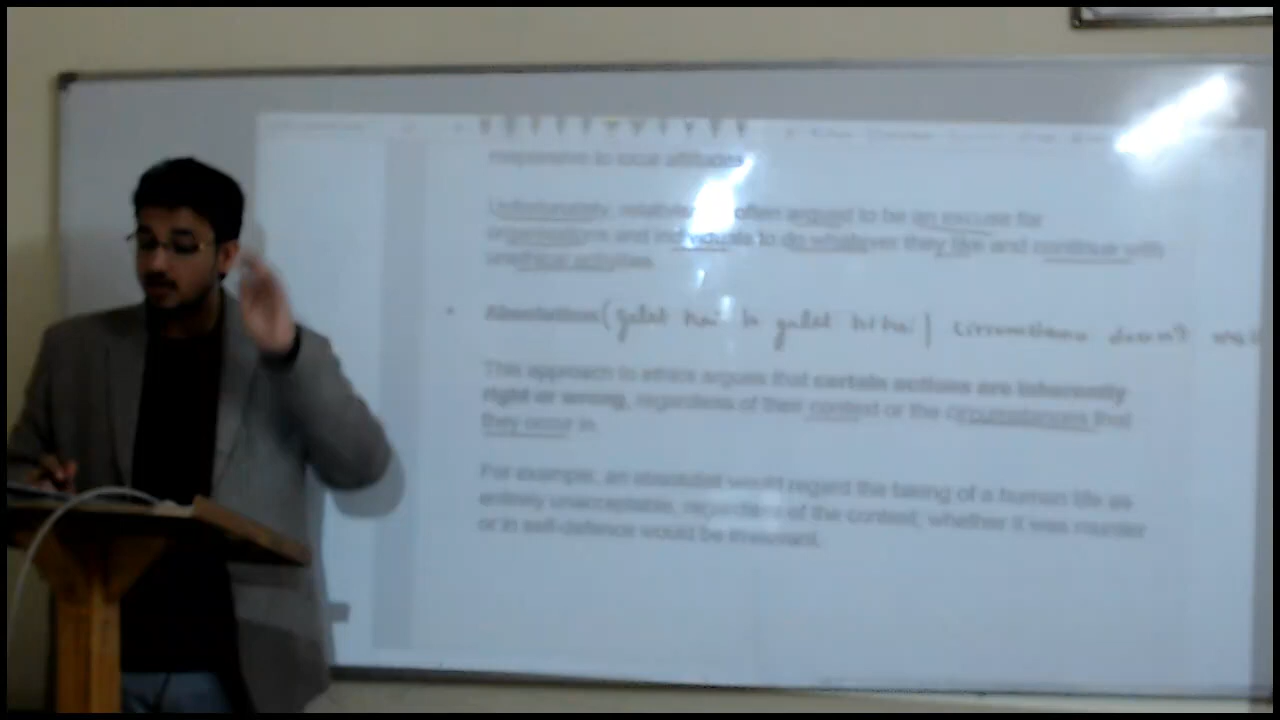 responsive to local attitudes.
Unfortunately, relativism often argued to be an excuse for
organisations and individuals to do whatever they like and continue with
unethical activities.
• Absolutism (galat hai to galat hi hai) circumstances doesn't
This approach to ethics argues that certain actions are inherently
right or wrong, regardless of their context or the circumstances that
they occur in.
For example, an absolutist would regard the taking of a human life as
entirely unacceptable, regardless of the context; whether it was murder
or in self-defence would be irrelevant.